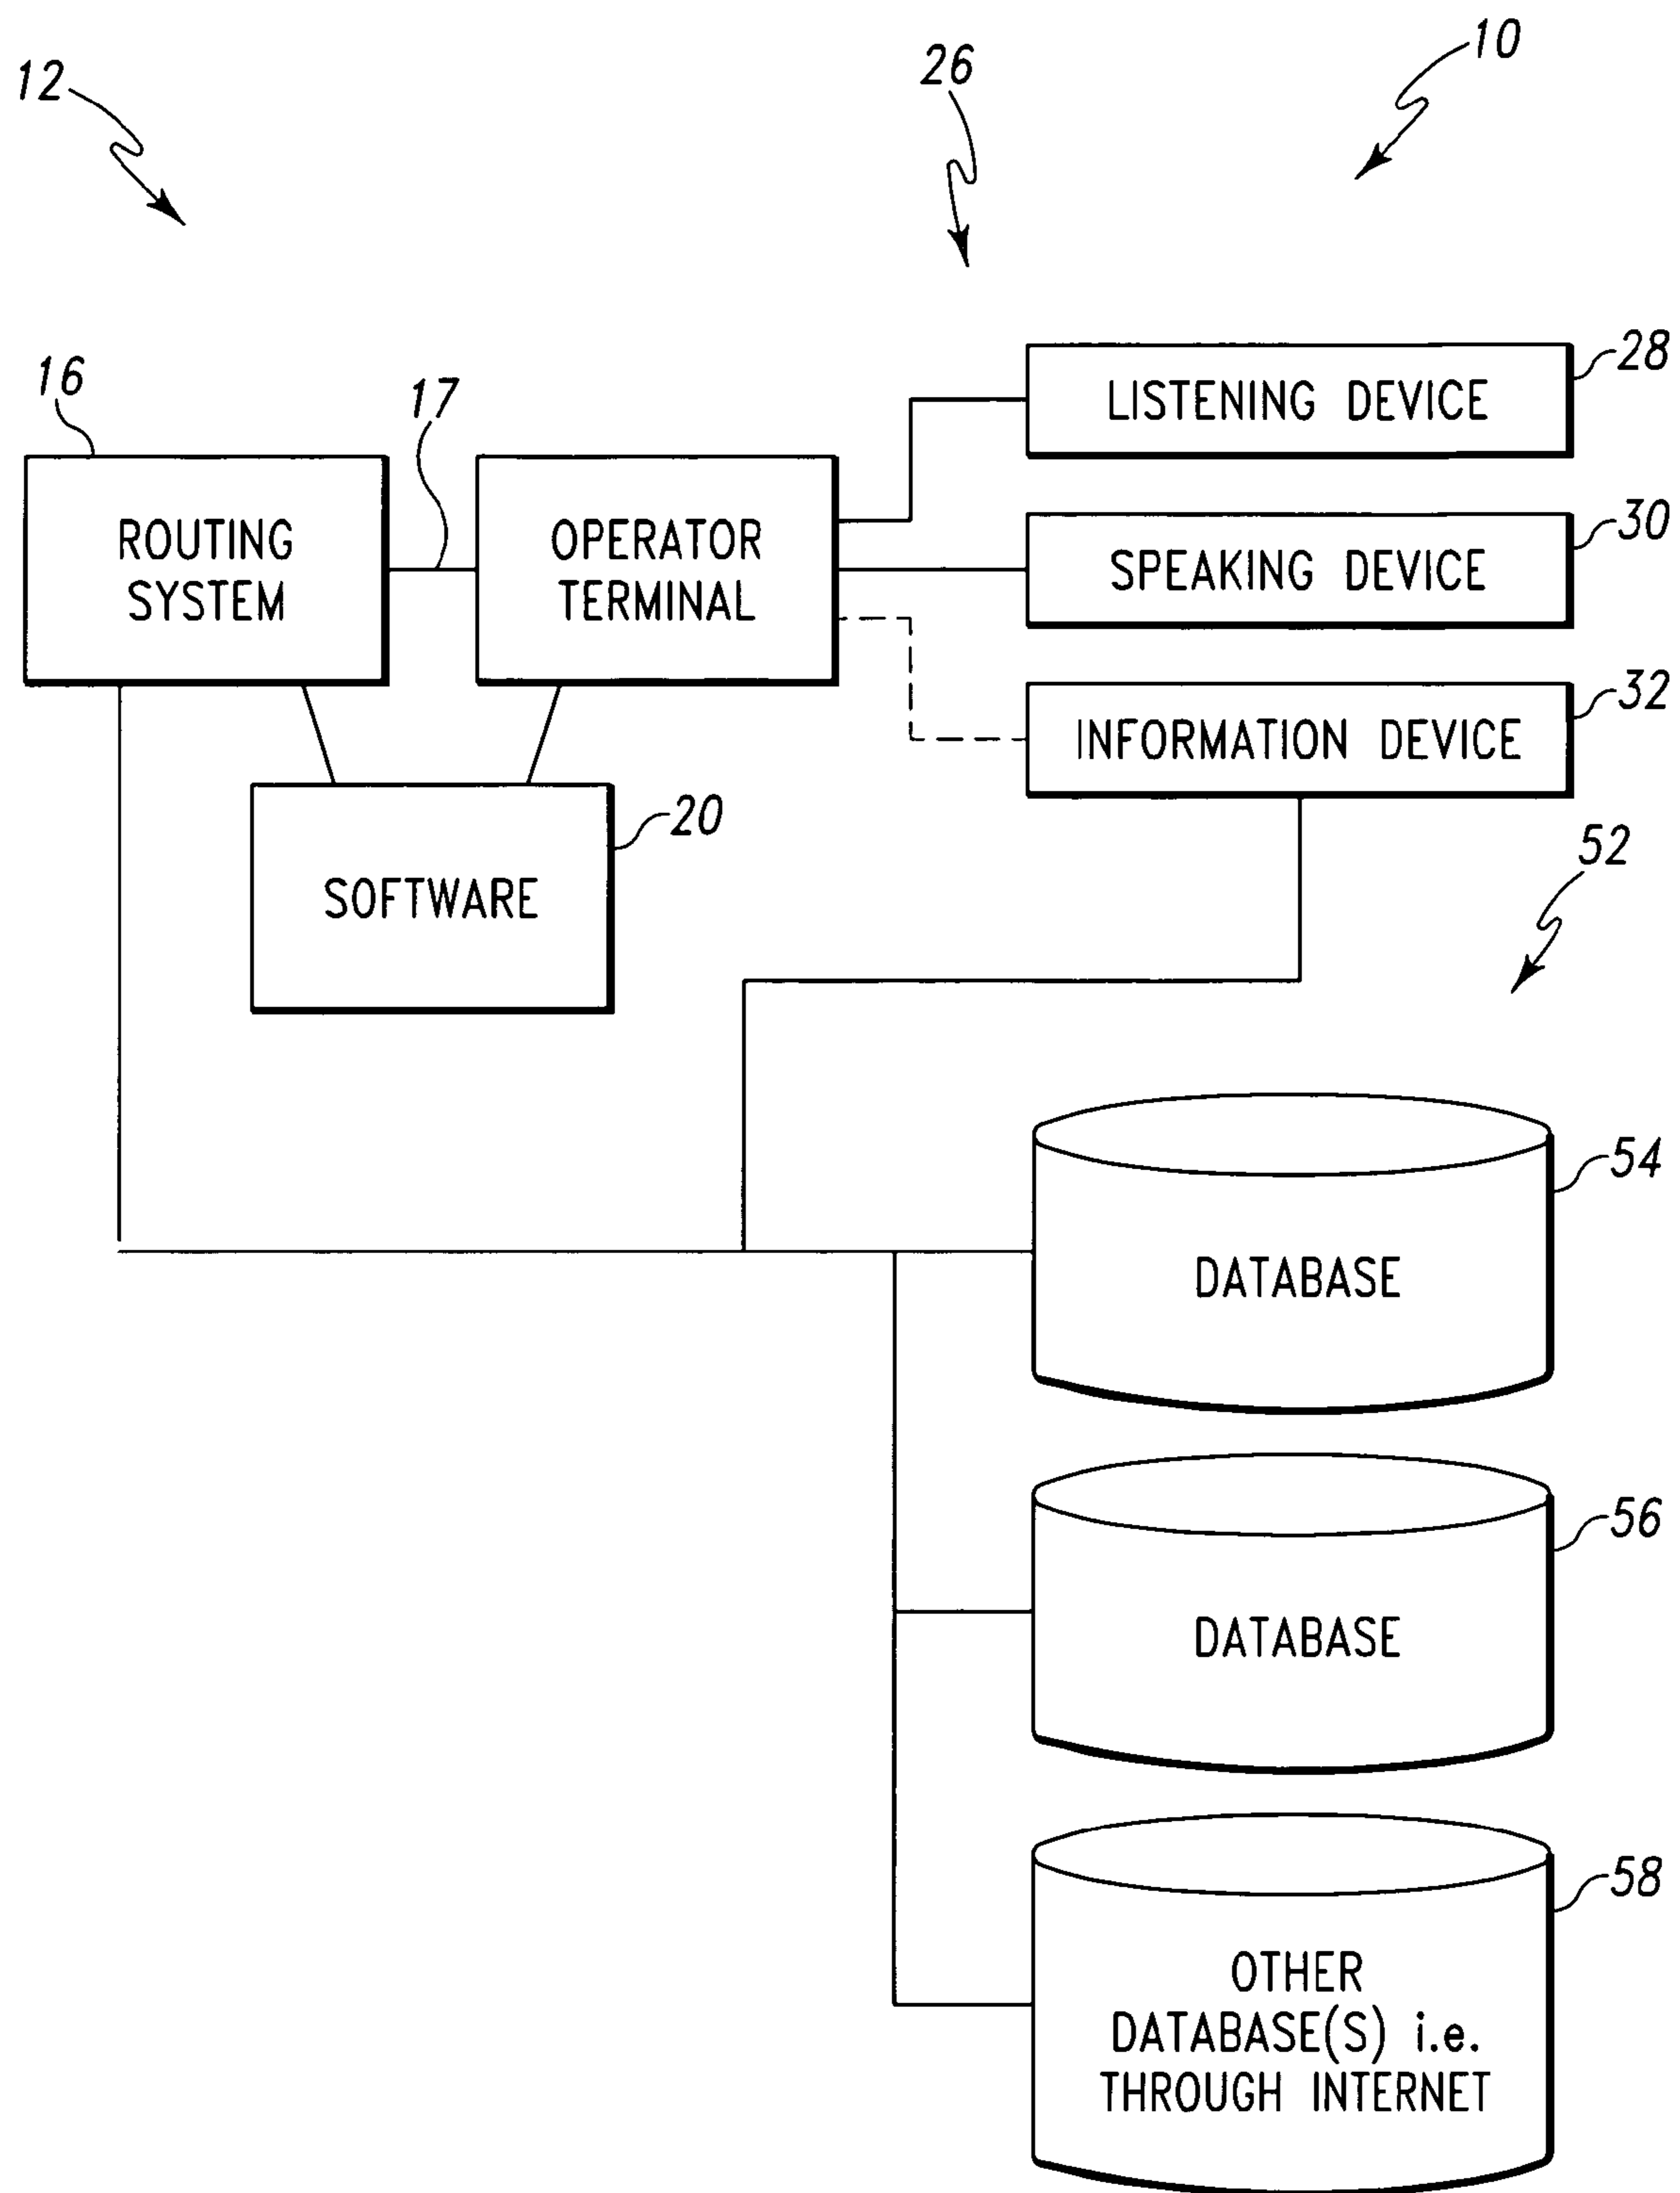 12
26
10
16
17
28
LISTENING DEVICE
ROUTING
SYSTEM
OPERATOR
TERMINAL
30
SPEAKING DEVICE
32
INFORMATION DEVICE
20
SOFTWARE
52
54
DATABASE
56
DATABASE
58
OTHER
DATABASE(S) i.e.
THROUGH INTERNET